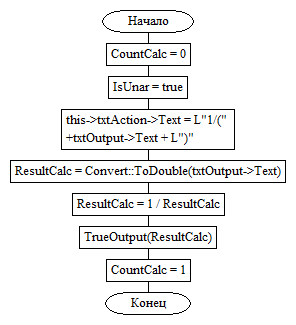 Начало
CountCalc = 0
IsUnar = true
this->txtAction->Text = L"1/("
+txtOutput->Text + L")"
ResultCalc = Convert::ToDouble(txtOutput->Text)
ResultCalc = 1 / ResultCalc
TrueOutput(ResultCalc)
CountCalc = 1
Конец